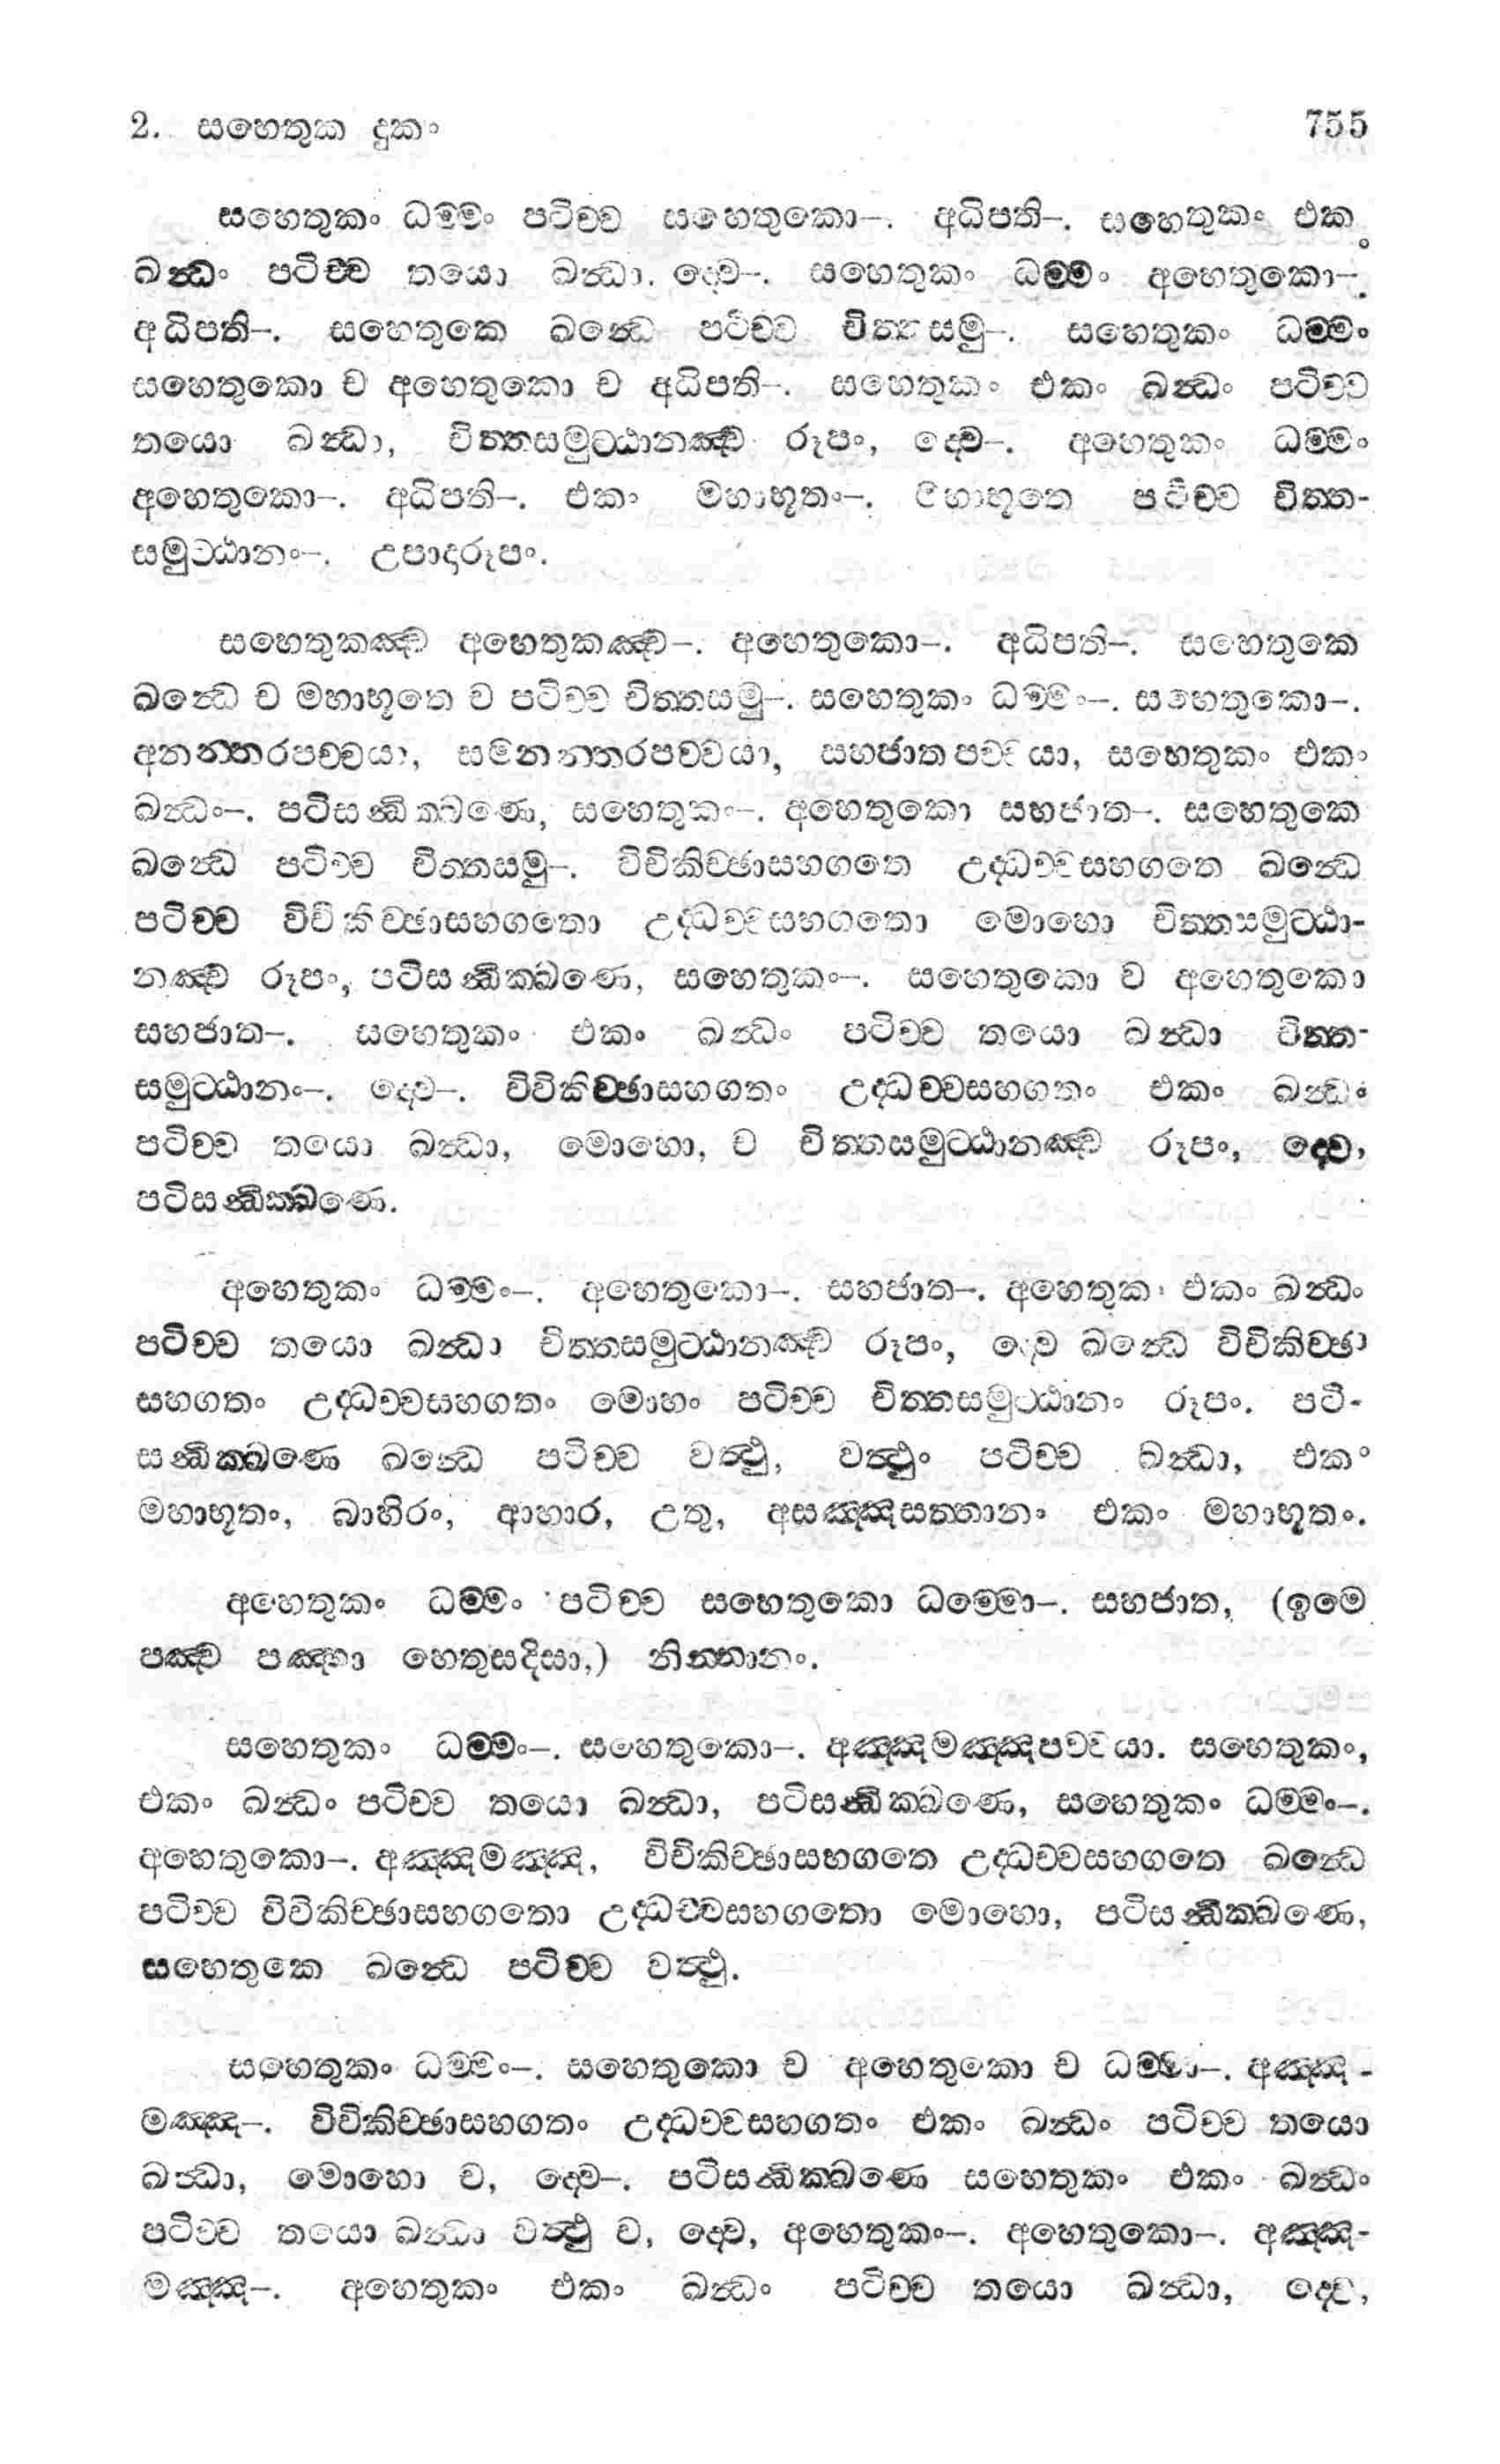 2. සහෙතුක දුකං 755
සහෙතුකං ධම්මං පටිච්ච සහෙතුකො–. අධිපති–. සහෙතුකං එකං
ඛන්ධං පටිච්ච තයො ඛන්ධා. ද්වෙ–. සහෙතුකං ධම්මං අහෙතුකො–.
අධිපති–. සහෙතුකෙ ඛන්ධෙ පටිච්ච චිත්තසමු–. සහෙතුකං ධම්මං
සහෙතුකො ච අහෙතුකො ච අධිපති–. සහෙතුකං එකං ඛන්ධං පටිච්ච
තයො ඛන්ධා, චිත්තසමුට්ඨානඤ්ච රූපං, ද්වෙ–. අහෙතුකං ධම්මං
අහෙතුකො–. අධිපති–. එකං මහාභූතං–. මහාභූතෙ පටිච්ච චිත්ත-
සමුට්ඨානං–. උපාදාරූපං.
සහෙතුකඤ්ච අහෙතුකඤ්ච–. අහෙතුකො–. අධිපති–. සහෙතුකෙ
ඛන්ධෙ ච මහාභූතෙ ච පටිච්ච චිත්තසමු–. සහෙතුකං ධම්මං–. සහෙතුකො–.
අනන්තරපච්චයා, සමනන්තරපච්චයා, සහජාතපච්චයා, සහෙතුකං එකං
ඛන්ධං–. පටිසන්ධික්ඛණෙ, සහෙතුකං–. අහෙතුකො සහජාත–. සහෙතුකෙ
ඛන්ධෙ පටිච්ච චිත්තසමු–. විචිකිච්ඡාසහගතෙ උද්ධච්චසහගතෙ ඛන්ධෙ
පටිච්ච විචිකිච්ඡාසහගතො උද්ධච්චසහගතො මොහො චිත්තසමුට්ඨා-
නඤ්ච රූපං, පටිසන්ධික්ඛණෙ, සහෙතුකං–. සහෙතුකො ච අහෙතුකො
සහජාත–. සහෙතුකං එකං ඛන්ධං පටිච්ච තයො ඛන්ධා චිත්ත-
සමුට්ඨානං–. ද්වෙ–. විචිකිච්ඡාසහගතං උද්ධච්චසහගතං එකං ඛන්ධං
පටිච්ච තයො ඛන්ධා, මොහො, ච චිත්තසමුට්ඨානඤ්ච රූපං, ද්වෙ,
පටිසන්ධික්ඛණෙ.
අහෙතුකං ධම්මං–. අහෙතුකො–. සහජාත–. අහෙතුකං එකං ඛන්ධං
පටිච්ච තයො ඛන්ධා චිත්තසමුට්ඨානඤ්ච රූපං, ද්වෙ ඛන්ධෙ විචිකිච්ඡා
සහගතං උද්ධච්චසහගතං මොහං පටිච්ච චිත්තසමුට්ඨානං රූපං. පටි-
සන්ධික්ඛණෙ ඛන්ධෙ පටිච්ච වත්ථු, වත්ථුං පටිච්ච ඛන්ධා, එකං
මහාභූතං, බාහිරං, ආහාර, උතු, අසඤ්ඤසත්තානං එකං මහාභූතං.
අහෙතුකං ධම්මං පටිච්ච සහෙතුකො ධම්මො–. සහජාත, (ඉමෙ
පඤ්ච පඤ්හා හෙතුසදිසා,) නින්නානං.
සහෙතුකං ධම්මං–. සහෙතුකො–. අඤ්ඤමඤ්ඤපච්චයා. සහෙතුකං,
එකං ඛන්ධං පටිච්ච තයො ඛන්ධා, පටිසන්ධික්ඛණෙ, සහෙතුකං ධම්මං–.
අහෙතුකො–. අඤ්ඤමඤ්ඤ, විචිකිච්ඡාසහගතෙ උද්ධච්චසහගතෙ ඛන්ධෙ
පටිච්ච විචිකිච්ඡාසහගතො උද්ධච්චසහගතො මොහො, පටිසන්ධික්ඛණෙ,
සහෙතුකෙ ඛන්ධෙ පටිච්ච වත්ථු.
සහෙතුකං ධම්මං–. සහෙතුකො ච අහෙතුකො ච ධම්මා–. අඤ්ඤ-
මඤ්ඤ–. විචිකිච්ඡාසහගතං උද්ධච්චසහගතං එකං ඛන්ධං පටිච්ච තයො
ඛන්ධා, මොහො ච, ද්වෙ–. පටිසන්ධික්ඛණෙ සහෙතුකං එකං ඛන්ධං
පටිච්ච තයො ඛන්ධා වත්ථු ච, ද්වෙ, අහෙතුකං–. අහෙතුකො–. අඤ්ඤ-
මඤ්ඤ–. අහෙතුකං එකං ඛන්ධං පටිච්ච තයො ඛන්ධා, ද්වෙ,